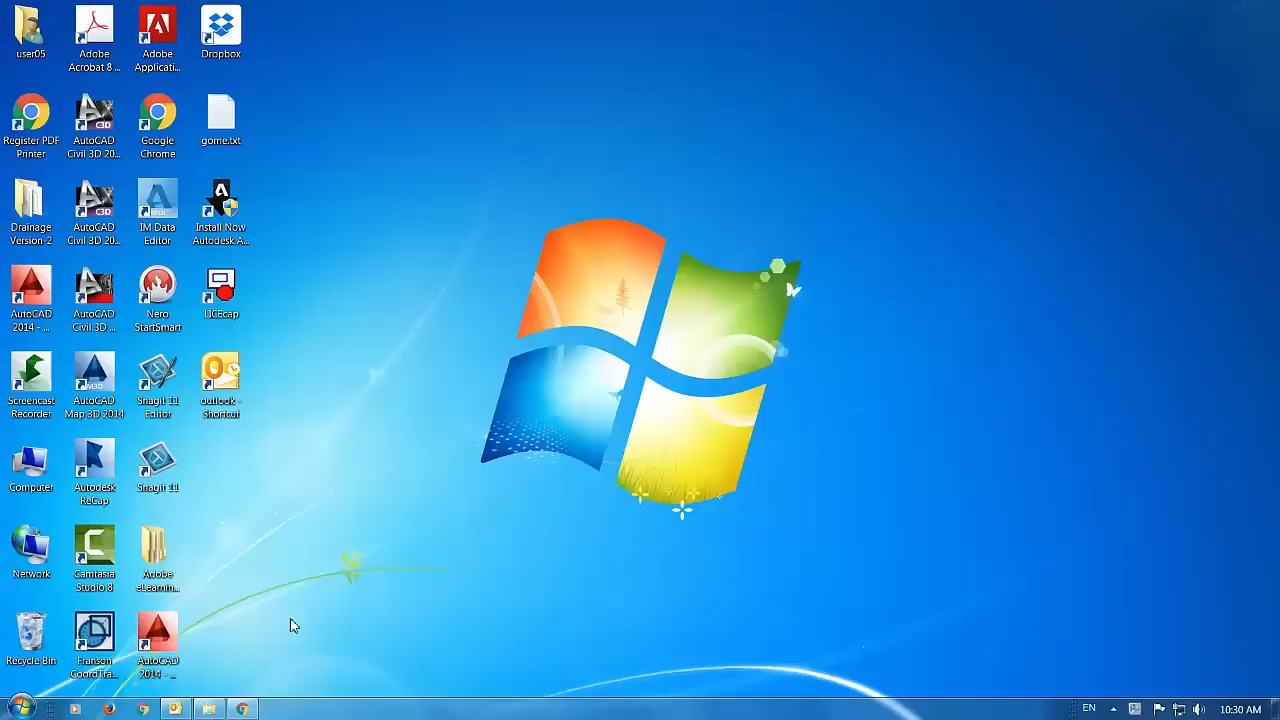 user05
Adobe
Acrobat 8 ...
Adobe
Applicati...
Dropbox
Register PDF
Printer
AutoCAD
Civil 3D 20...
Google
Chrome
gome.txt
Drainage
Version-2
AutoCAD
Civil 3D 20...
IM Data
Editor
Install Now
Autodesk A...
AutoCAD
2014 - ...
AutoCAD
Civil 3D ...
Nero
StartSmart
LICEcap
Screencast
Recorder
AutoCAD
Map 3D 2014
Snagit 11
Editor
outlook -
Shortcut
Computer
Autodesk
ReCap
Snagit 11
Network
Camtasia
Studio 8
Adobe
eLearnin...
Recycle Bin
Franson
CoordTra...
AutoCAD
2014 - ...
EN
10:30 AM